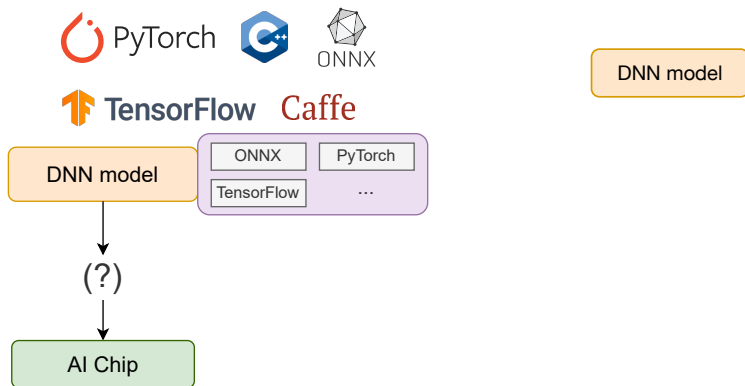 PyTorch
C++
ONNX
TensorFlow Caffe
DNN model
DNN model
ONNX PyTorch
TensorFlow ...
(?)
AI Chip